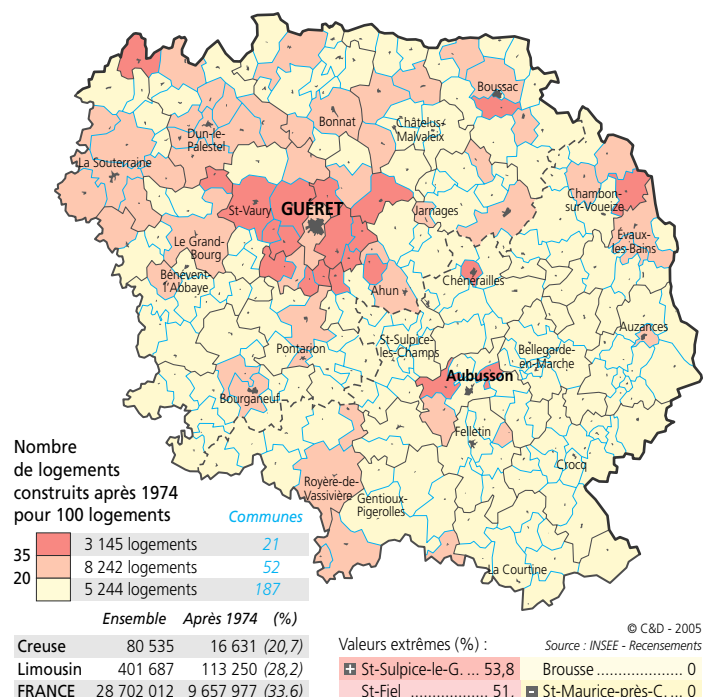 Boussac
Bonnat
Châtelus-
Malvaleix
Dun-le-
Palestel
La Souterraine
St-Vaury
GUÉRET
Jarnages
Chambon-
sur-Voueize
Évaux-
les-Bains
Le Grand-
Bourg
Bénévent-
l'Abbaye
Ahun
Chénérailles
Auzances
Pontarion
St-Sulpice-
les-Champs
Bellegarde-
en-Marche
Aubusson
Bourganeuf
Felletin
Crocq
Royère-de-
Vassivière
Gentioux-
Pigerolles
La Courtine
Nombre
de logements
construits après 1974
pour 100 logements
Communes
3 145 logements 21
35
8 242 logements 52
20
5 244 logements 187
Ensemble Après 1974 (%)
Creuse 80 535 16 631 (20,7)
Limousin 401 687 113 250 (28,2)
FRANCE 28 702 012 9 657 977 (33,6)
© C&D - 2005
Source : INSEE - Recensements
Valeurs extrêmes (%) :
+ St-Sulpice-le-G. ... 53,8
St-Fiel .................. 51,
Brousse .................... 0
- St-Maurice-près-C. .... 0